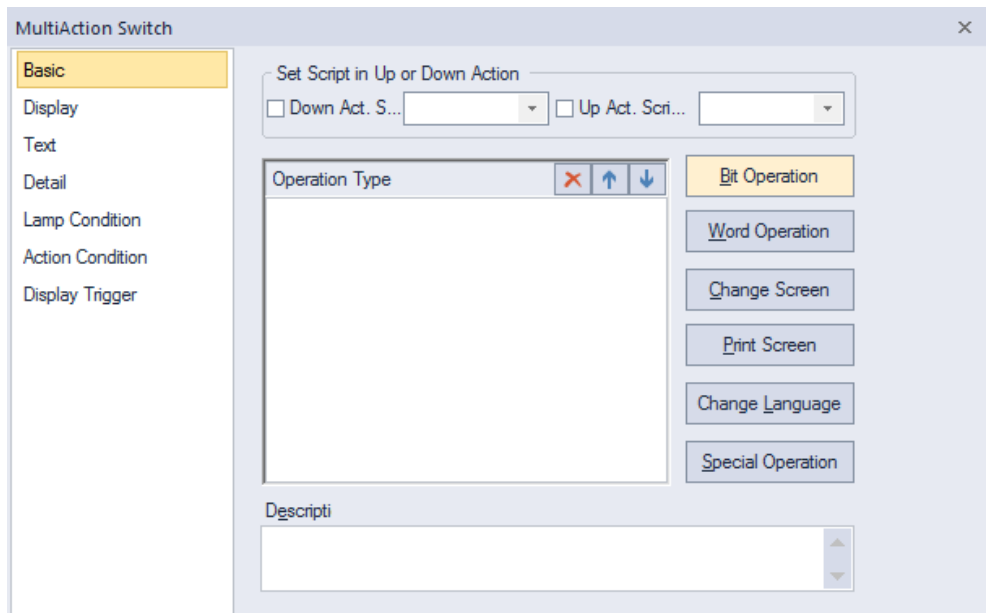 MultiAction Switch
Basic
Display
Text
Detail
Lamp Condition
Action Condition
Display Trigger
Set Script in Up or Down Action
Down Act. S...
Up Act. Scri...
Operation Type
Bit Operation
Word Operation
Change Screen
Print Screen
Change Language
Special Operation
Descripti